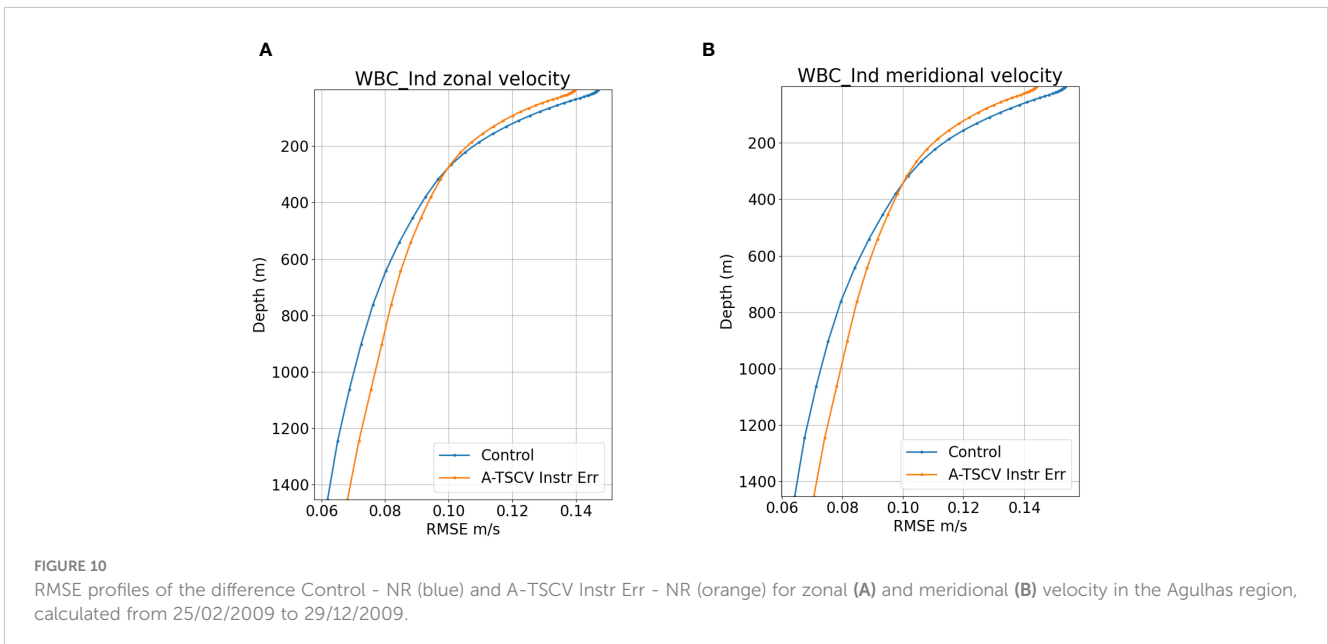 A
WBC_Ind zonal velocity
200
400
600
800
1000
1200
1400
Depth (m)
0.06 0.08 0.10 0.12 0.14
RMSE m/s
Control
A-TSCV Instr Err
B
WBC_Ind meridional velocity
200
400
600
800
1000
1200
1400
Depth (m)
0.06 0.08 0.10 0.12 0.14
RMSE m/s
Control
A-TSCV Instr Err
FIGURE 10
RMSE profiles of the difference Control - NR (blue) and A-TSCV Instr Err - NR (orange) for zonal (A) and meridional (B) velocity in the Agulhas region,
calculated from 25/02/2009 to 29/12/2009.